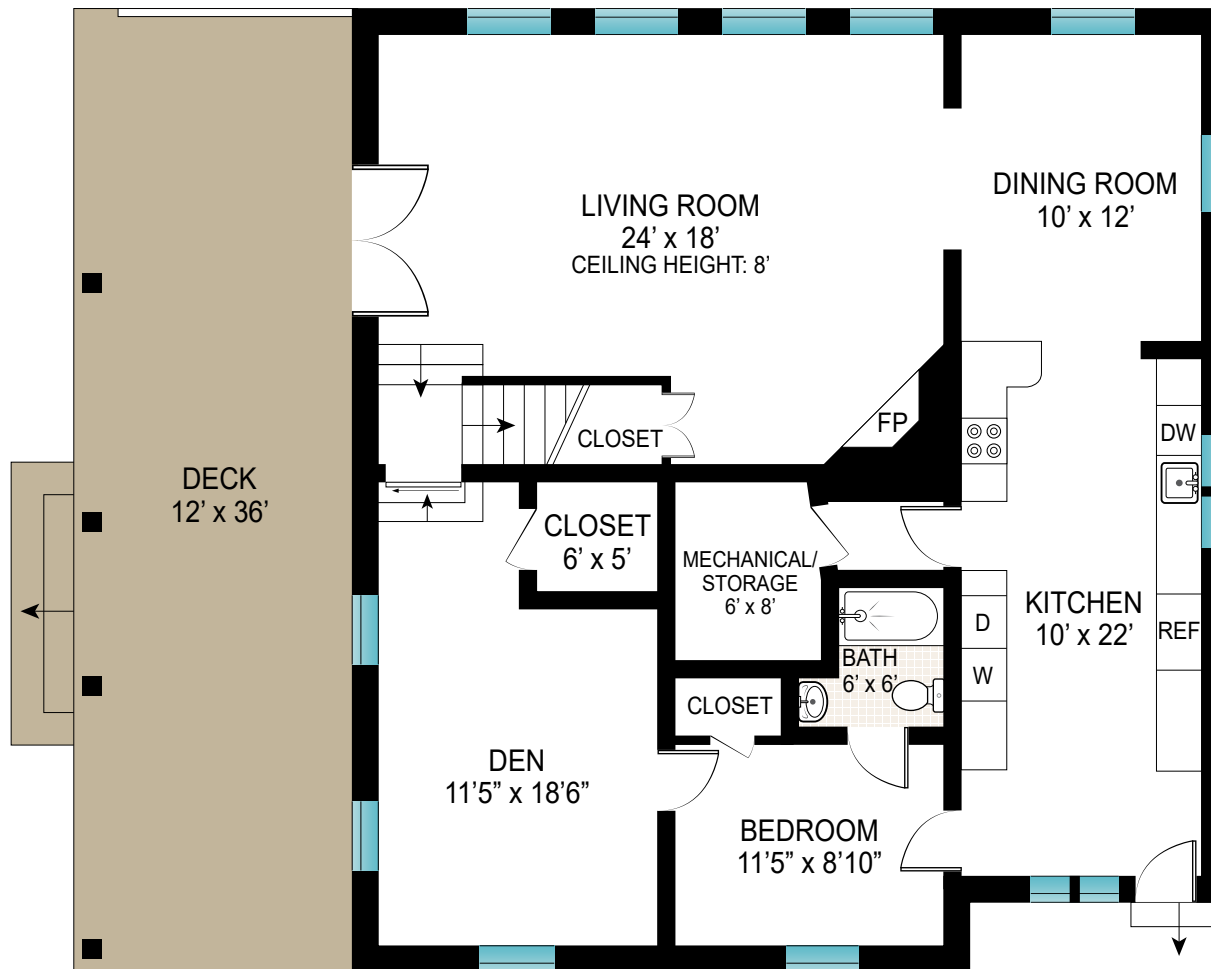 LIVING ROOM
24’ x 18’
CEILING HEIGHT: 8’
DINING ROOM
10’ x 12’
FP
CLOSET
DW
DECK
12’ x 36’
CLOSET
6’ x 5’
MECHANICAL/
STORAGE
6’ x 8’
KITCHEN
10’ x 22’
D
W
REF
BATH
6’ x 6’
CLOSET
DEN
11’5” x 18’6”
BEDROOM
11’5” x 8’10”